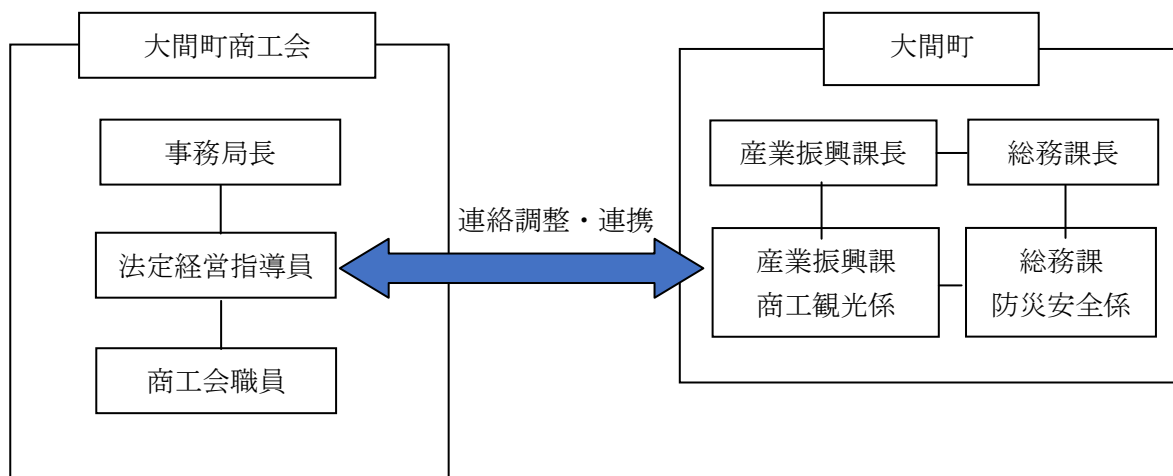 大間町商工会
大間町
事務局長
産業振興課長
総務課長
連絡調整・連携
法定経営指導員
産業振興課
商工観光係
総務課
防災安全係
商工会職員